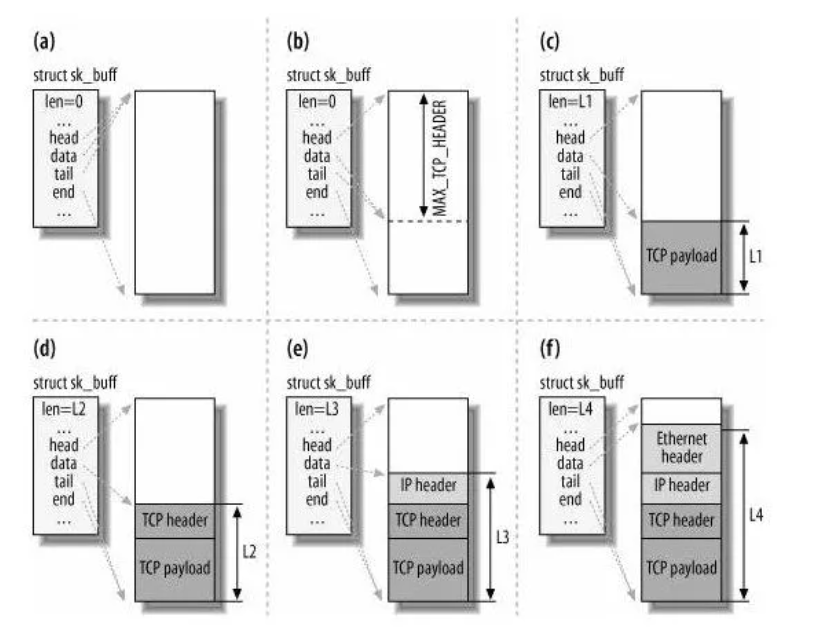 (a)
struct sk_buff
len=0
...
head
data
tail
end
...
(b)
struct sk_buff
len=0
...
head
data
tail
end
...
MAX_TCP_HEADER
(c)
struct sk_buff
len=L1
...
head
data
tail
end
...
TCP payload
L1
(d)
struct sk_buff
len=L2
...
head
data
tail
end
...
TCP header
TCP payload
L2
(e)
struct sk_buff
len=L3
...
head
data
tail
end
...
IP header
TCP header
TCP payload
L3
(f)
struct sk_buff
len=L4
...
head
data
tail
end
...
Ethernet
header
IP header
TCP header
TCP payload
L4